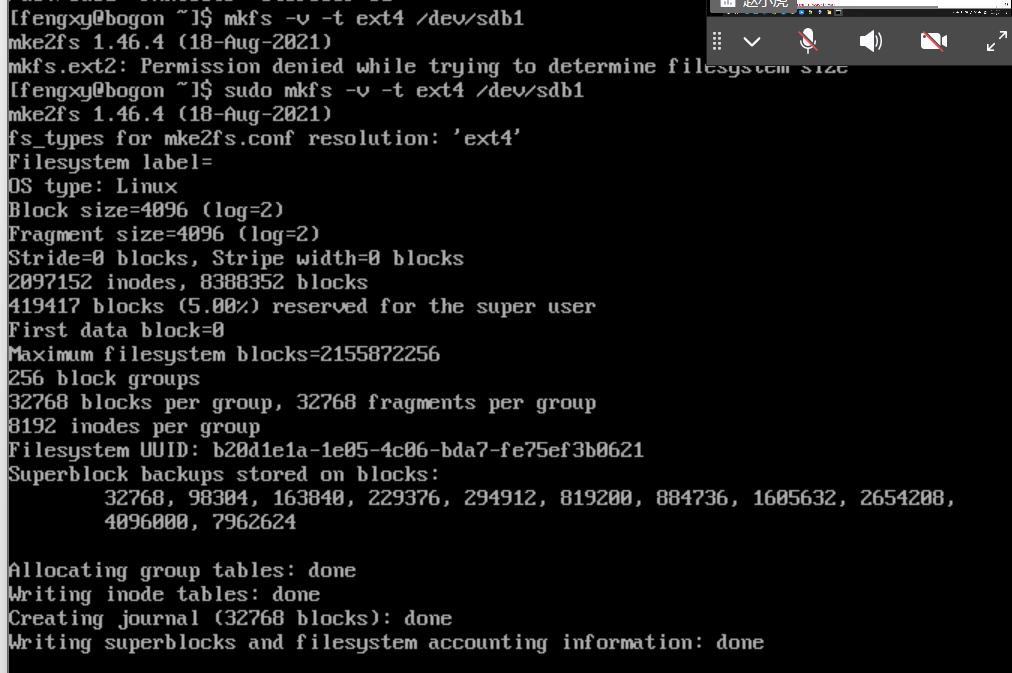 [fengxy@bogon ~]$ mkfs -v -t ext4 /dev/sdb1
mke2fs 1.46.4 (18-Aug-2021)
mkfs.ext2: Permission denied while trying to determine filesystem size
[fengxy@bogon ~]$ sudo mkfs -v -t ext4 /dev/sdb1
mke2fs 1.46.4 (18-Aug-2021)
fs_types for mke2fs.conf resolution: 'ext4'
Filesystem label=
OS type: Linux
Block size=4096 (log=2)
Fragment size=4096 (log=2)
Stride=0 blocks, Stripe width=0 blocks
2097152 inodes, 8388352 blocks
419417 blocks (5.00%) reserved for the super user
First data block=0
Maximum filesystem blocks=2155872256
256 block groups
32768 blocks per group, 32768 fragments per group
8192 inodes per group
Filesystem UUID: b20d1e1a-1e05-4c06-bda7-fe75ef3b0621
Superblock backups stored on blocks:
32768, 98304, 163840, 229376, 294912, 819200, 884736, 1605632, 2654208,
4096000, 7962624
Allocating group tables: done
Writing inode tables: done
Creating journal (32768 blocks): done
Writing superblocks and filesystem accounting information: done